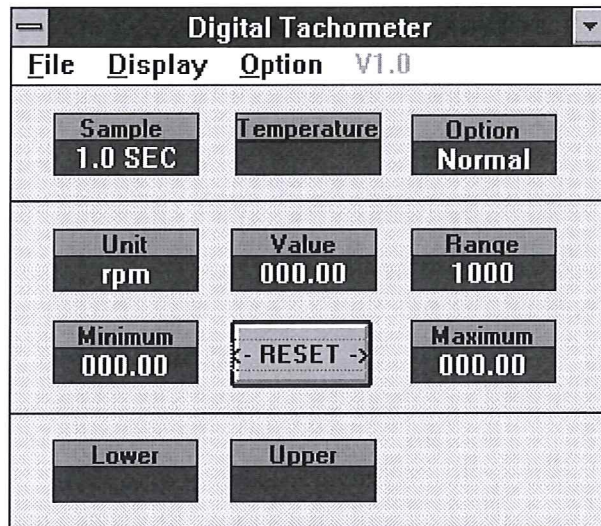 Digital Tachometer
File Display Option V1.0
Sample Temperature Option
1.0 SEC Normal
Unit Value Range
rpm 000.00 1000
Minimum <- RESET -> Maximum
000.00 000.00
Lower Upper